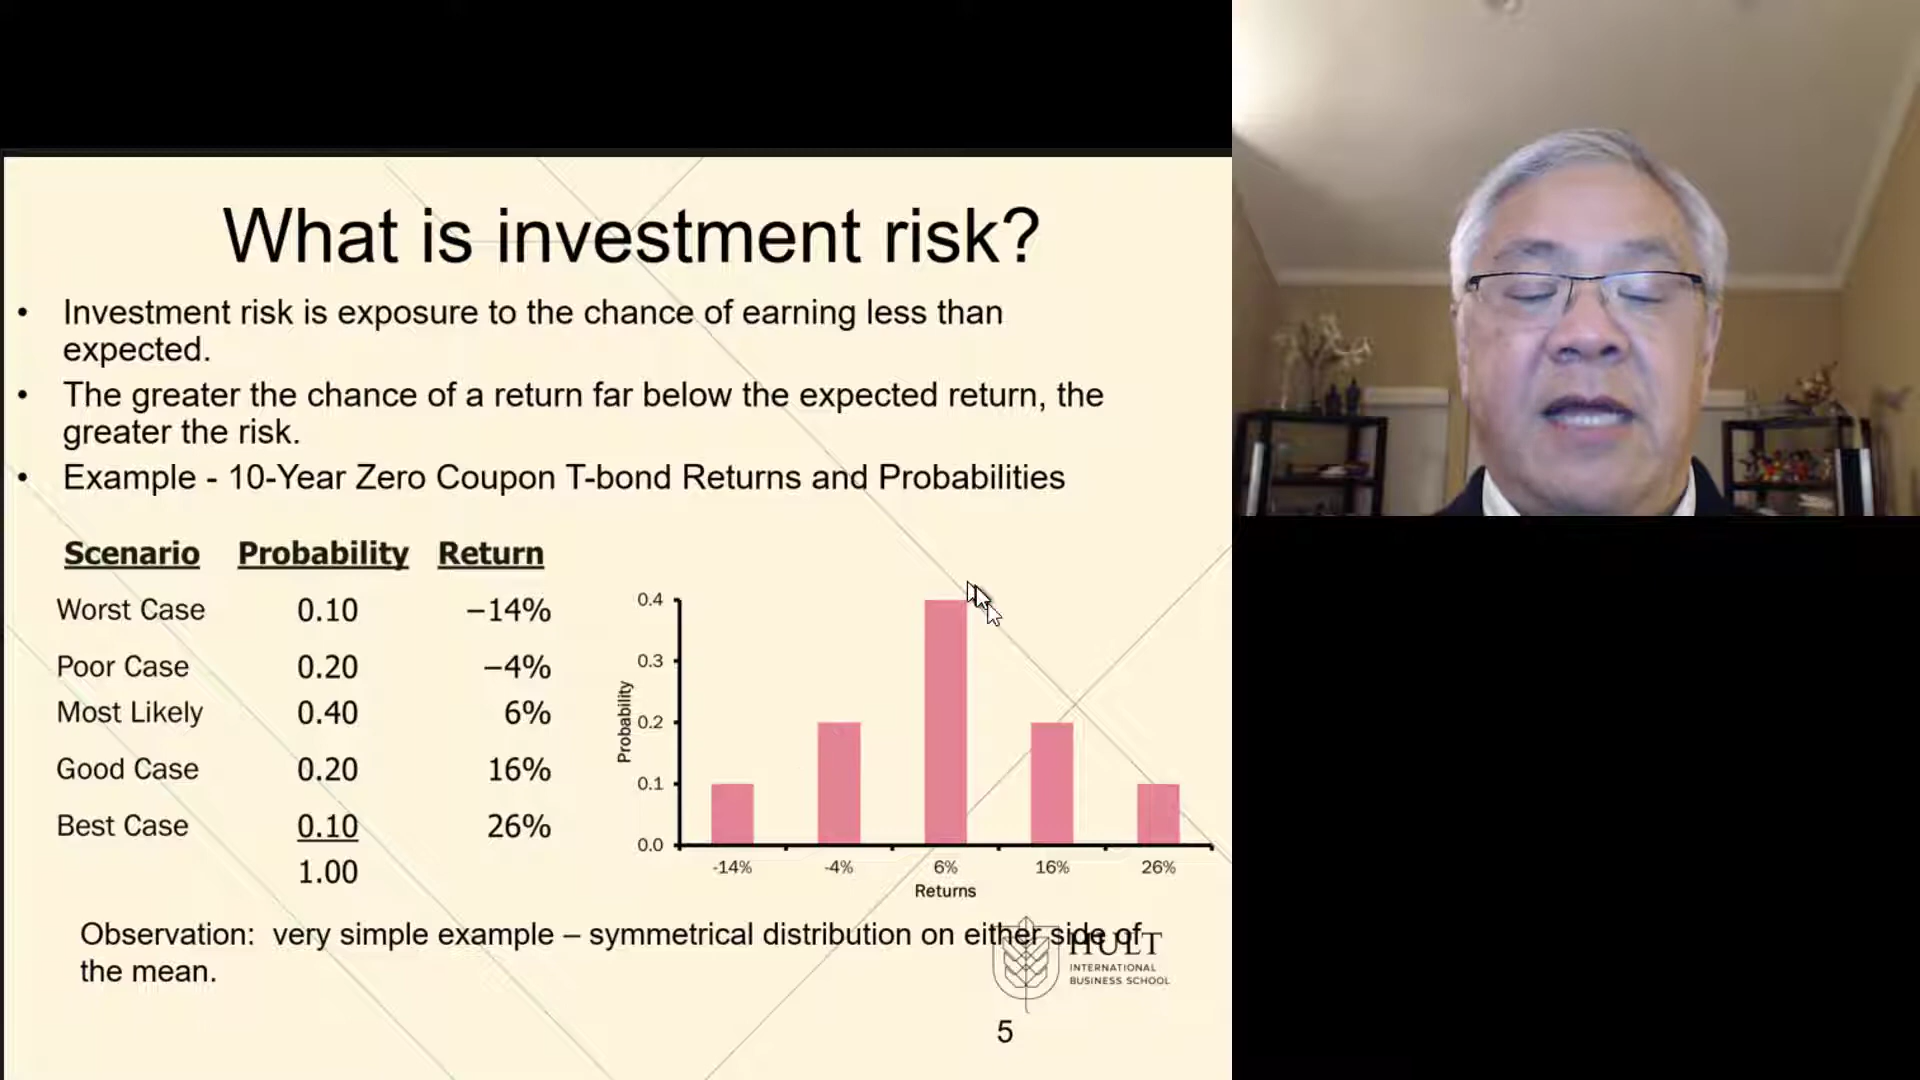 What is investment risk?
• Investment risk is exposure to the chance of earning less than
expected.
• The greater the chance of a return far below the expected return, the
greater the risk.
• Example - 10-Year Zero Coupon T-bond Returns and Probabilities
Scenario Probability Return
Worst Case 0.10 −14%
Poor Case 0.20 −4%
Most Likely 0.40 6%
Good Case 0.20 16%
Best Case 0.10 26%
1.00
Probability
0.4
0.3
0.2
0.1
0.0
-14% -4% 6% 16% 26%
Returns
Observation: very simple example – symmetrical distribution on either side of
the mean.
HULT
INTERNATIONAL
BUSINESS SCHOOL
5